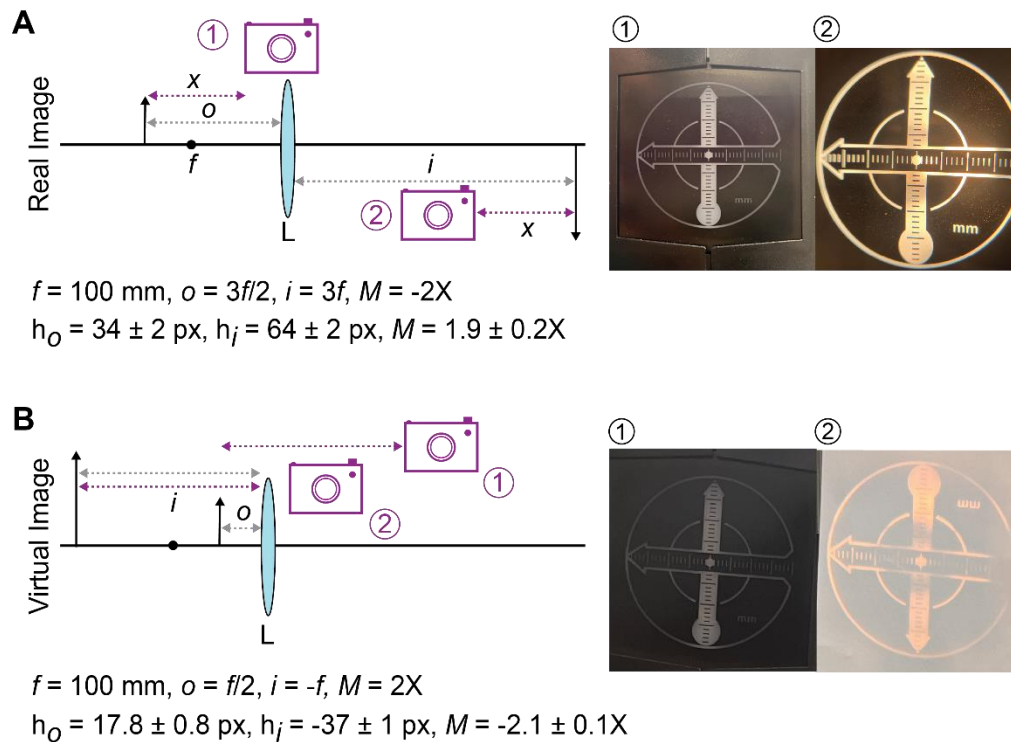 A
Real Image
①
x
o
f
L
i
②
x
①
②
mm
mm
f = 100 mm, o = 3f/2, i = 3f, M = -2X
ho = 34 ± 2 px, hi = 64 ± 2 px, M = 1.9 ± 0.2X
B
Virtual Image
①
i
o
②
L
①
②
mm
mm
f = 100 mm, o = f/2, i = -f, M = 2X
ho = 17.8 ± 0.8 px, hi = -37 ± 1 px, M = -2.1 ± 0.1X